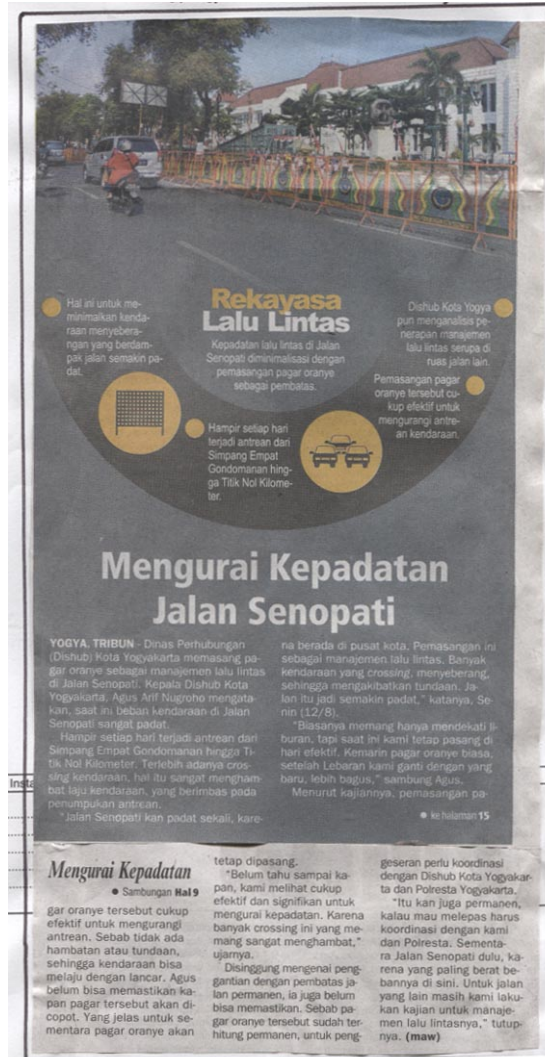 Rekayasa
Lalu Lintas
Kepadatan lalu lintas di Jalan
Senopati diminimalisasi dengan
pemasangan pagar oranye
sebagai pembatas.
Hal ini untuk me-
minimalkan kenda-
raan menyebera-
ngan yang berdam-
pak jalan semakin pa-
dat.
Hampir setiap hari
terjadi antrean dari
Simpang Empat
Gondomanan hing-
ga Titik Nol Kilome-
ter.
Pemasangan pagar
oranye tersebut cu-
kup efektif untuk
mengurangi antre-
an kendaraan.
Dishub Kota Yogya
pun menganalisis pe-
nerapan manajemen
lalu lintas serupa di
ruas jalan lain.
Mengurai Kepadatan
Jalan Senopati
YOGYA, TRIBUN - Dinas Perhubungan
(Dishub) Kota Yogyakarta memasang pa-
gar oranye sebagai manajemen lalu lintas
di Jalan Senopati. Kepala Dishub Kota
Yogyakarta, Agus Arif Nugroho mengata-
kan, saat ini beban kendaraan di Jalan
Senopati sangat padat.
Hampir setiap hari terjadi antrean dari
Simpang Empat Gondomanan hingga Ti-
tik Nol Kilometer. Terlebih adanya cros-
sing kendaraan, hal itu sangat mengham-
bat laju kendaraan, yang berimbas pada
penumpukan antrean.
"Jalan Senopati kan padat sekali, kare-
na berada di pusat kota. Pemasangan ini
sebagai manajemen lalu lintas. Banyak
kendaraan yang crossing, menyeberang,
sehingga mengakibatkan tundaan. Ja-
lan itu jadi semakin padat," katanya, Se
nin (12/8).
"Biasanya memang hanya mendekati li-
buran, tapi saat ini kami tetap pasang di
hari efektif. Kemarin pagar oranye biasa,
setelah Lebaran kami ganti dengan yang
baru, lebih bagus," sambung Agus.
Menurut kajiannya, pemasangan pa-
● ke halaman 15
Insta
Mengurai Kepadatan
● Sambungan Hal 9
gar oranye tersebut cukup
efektif untuk mengurangi
antrean. Sebab tidak ada
hambatan atau tundaan,
sehingga kendaraan bisa
melaju dengan lancar. Agus
belum bisa memastikan ka-
pan pagar tersebut akan di-
copot. Yang jelas untuk se-
mentara pagar oranye akan
tetap dipasang.
"Belum tahu sampai ka-
pan, kami melihat cukup
efektif dan signifikan untuk
mengurai kepadatan. Karena
banyak crossing ini yang me-
mang sangat menghambat,"
ujarnya.
Disinggung mengenai peng-
gantian dengan pembatas ja-
lan permanen, ia juga belum
bisa memastikan. Sebab pa-
gar oranye tersebut sudah ter-
hitung permanen, untuk peng-
geseran perlu koordinasi
dengan Dishub Kota Yogyakar-
ta dan Polresta Yogyakarta.
"Itu kan juga permanen,
kalau mau melepas harus
koordinasi dengan kami
dan Polresta. Sementa-
ra Jalan Senopati dulu, ka-
rena yang paling berat be-
bannya di sini. Untuk jalan
yang lain masih kami laku-
kan kajian untuk manaje-
men lalu lintasnya," tutup-
nya. (maw)